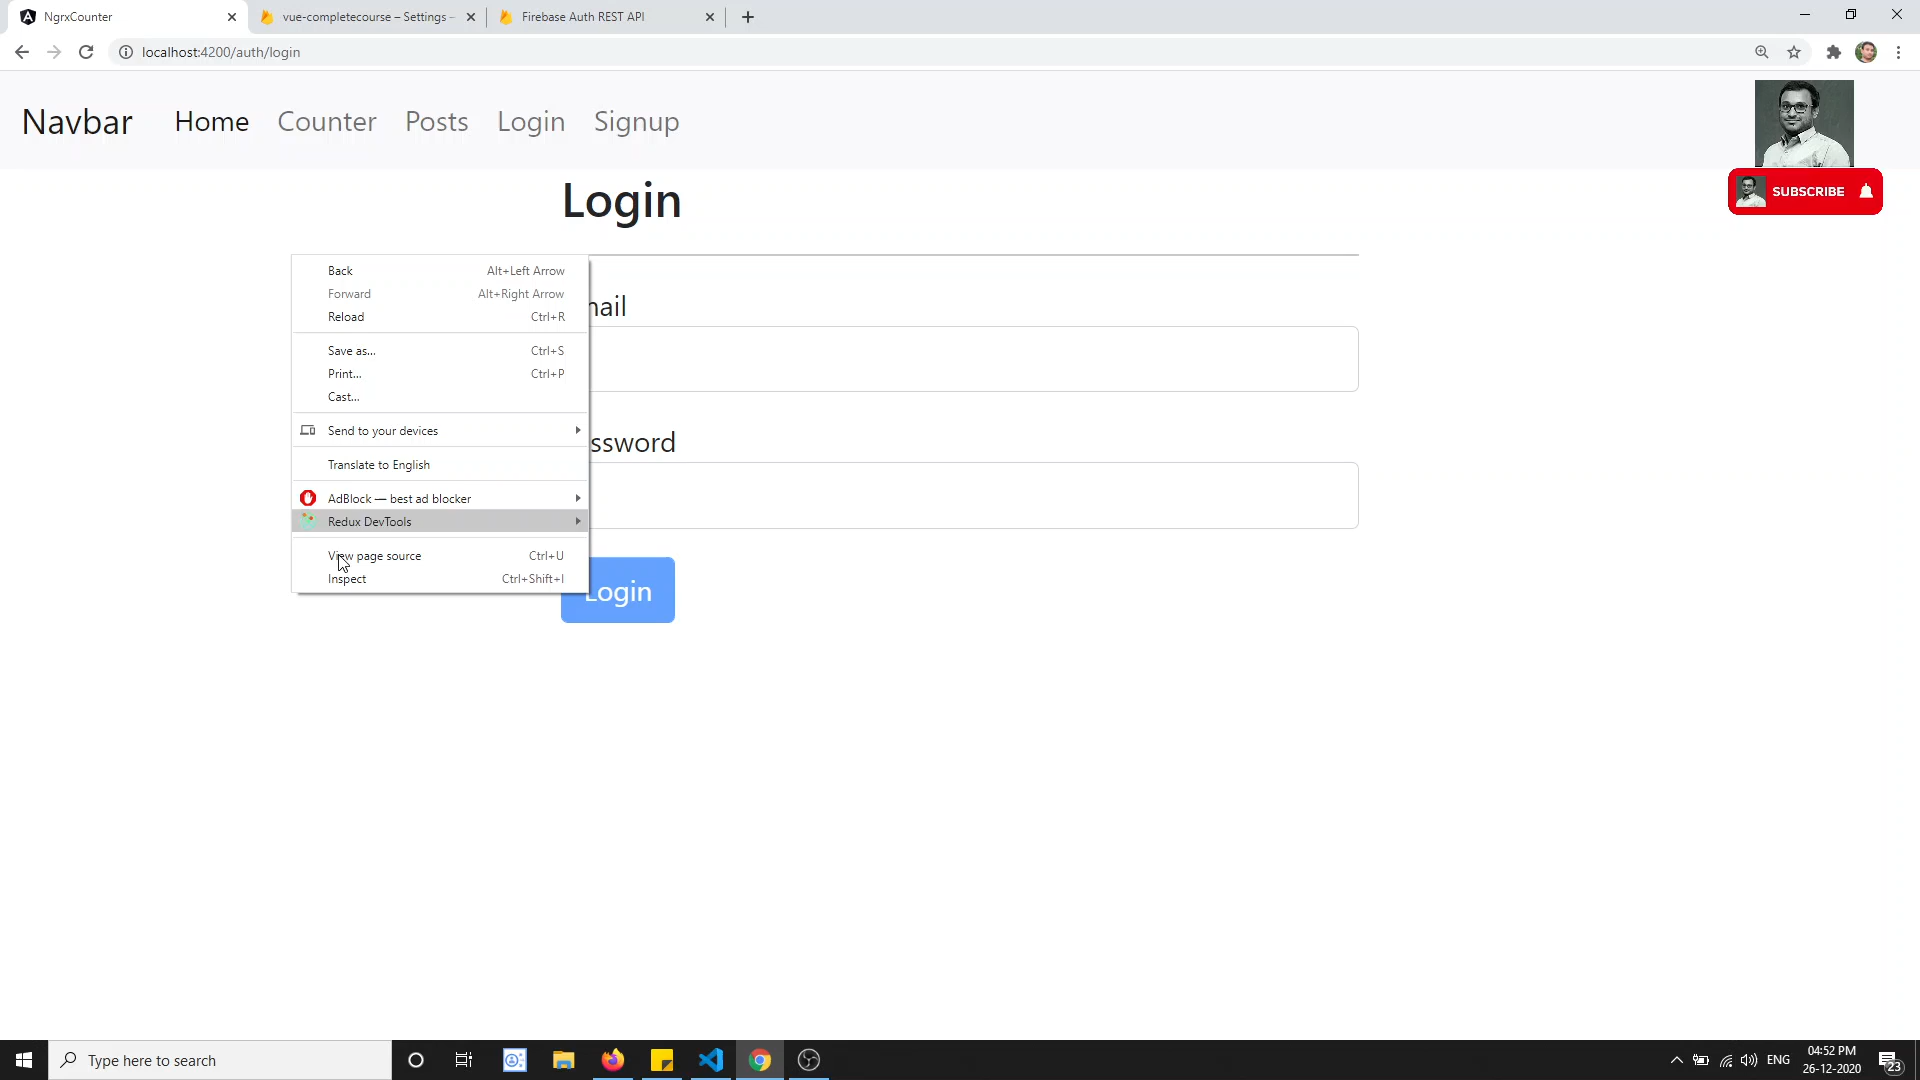 NgrxCounter
vue-completecourse – Settings –
Firebase Auth REST API
localhost:4200/auth/login
Navbar
Home
Counter
Posts
Login
Signup
SUBSCRIBE
Login
Back Alt+Left Arrow
Forward Alt+Right Arrow
Reload Ctrl+R
Save as... Ctrl+S
Print... Ctrl+P
Cast...
Send to your devices
Translate to English
AdBlock — best ad blocker
Redux DevTools
View page source Ctrl+U
Inspect Ctrl+Shift+I
mail
ssword
Login
Type here to search
ENG
04:52 PM
26-12-2020
23